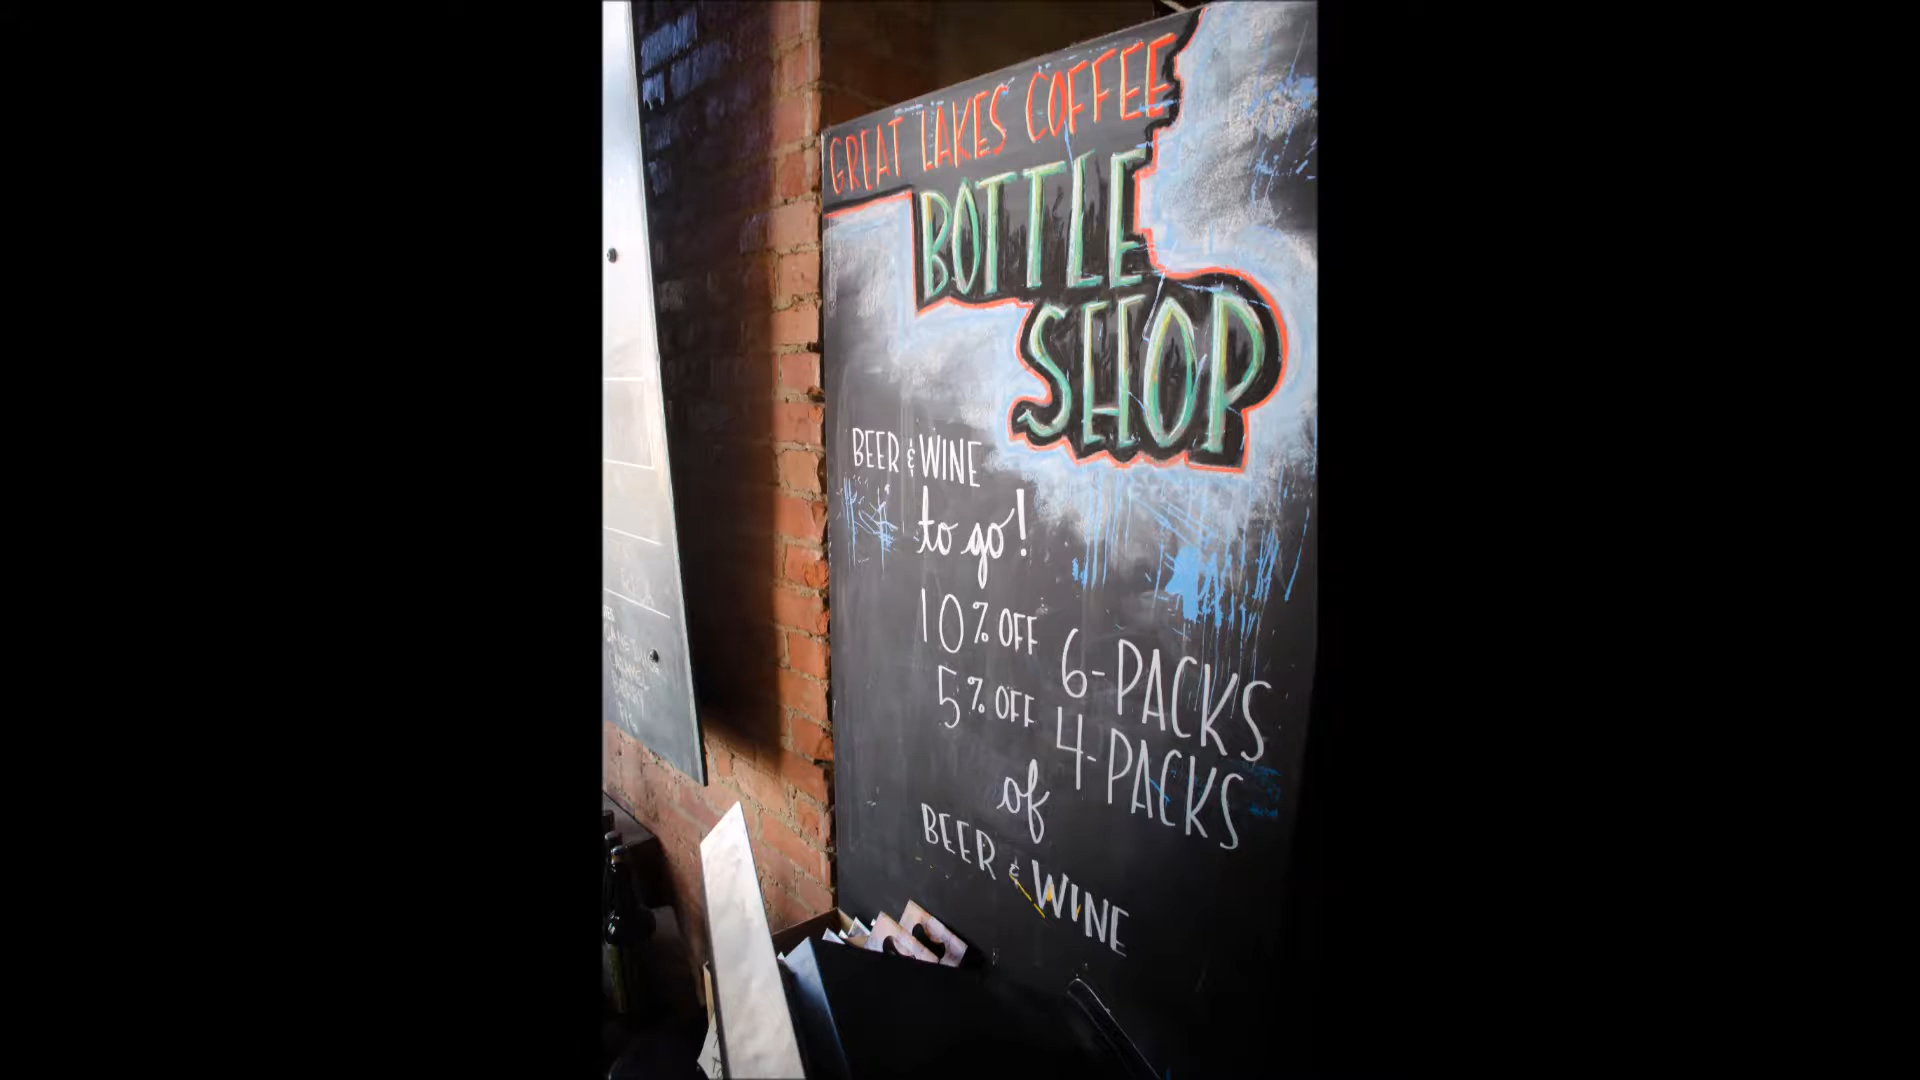 GREAT LAKES COFFEE
BOTTLE
SHOP
BEER & WINE
to go!
10% OFF 6-PACKS
5% OFF 4-PACKS
of
BEER & WINE